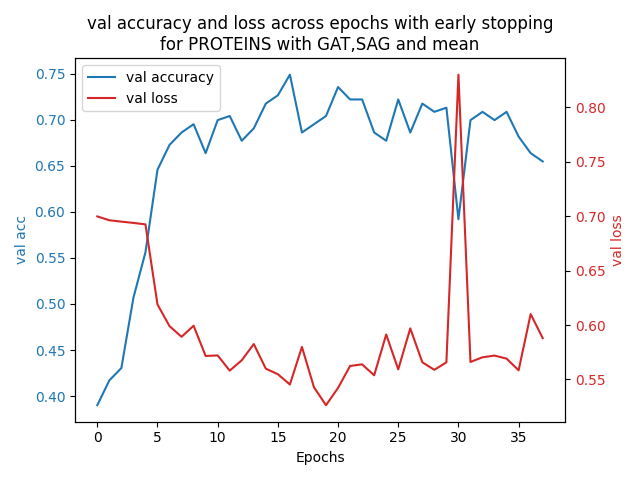 val accuracy and loss across epochs with early stopping
for PROTEINS with GAT,SAG and mean
val accuracy
val loss
val acc
0.75
0.70
0.65
0.60
0.55
0.50
0.45
0.40
0.80
0.75
0.70
0.65
0.60
0.55
val loss
0 5 10 15 20 25 30 35
Epochs